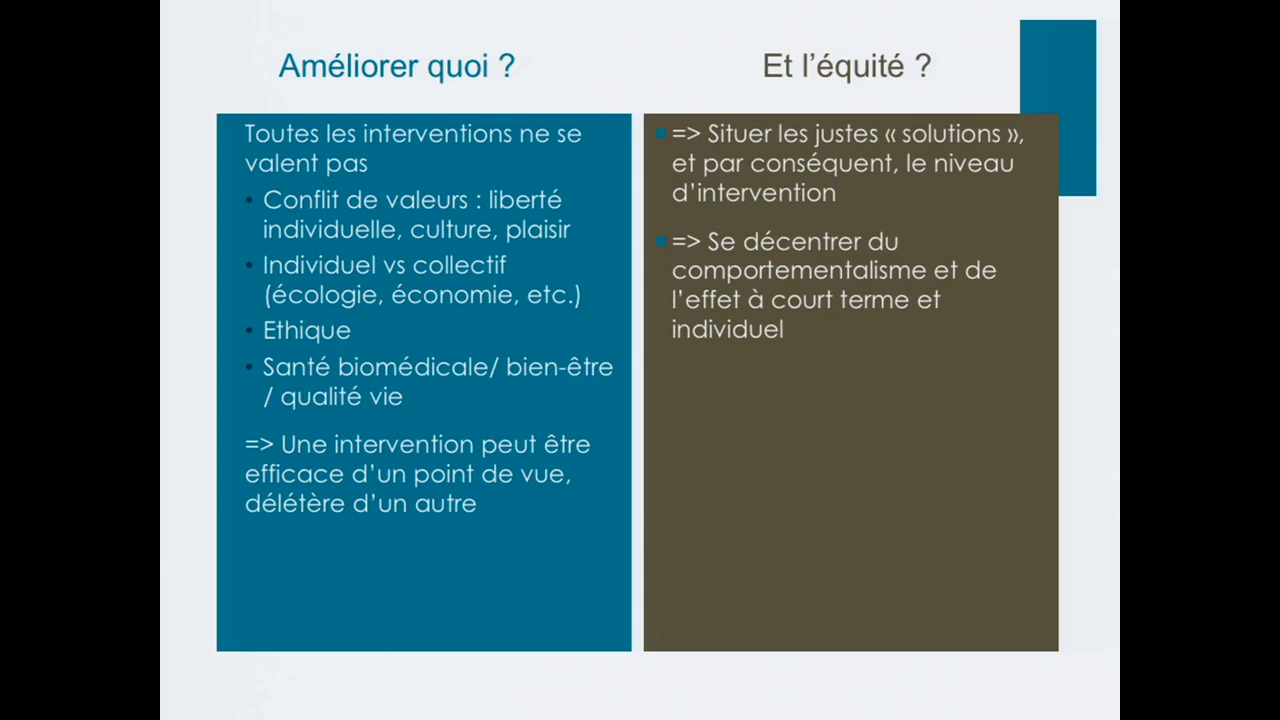 Améliorer quoi ?
Toutes les interventions ne se
valent pas
• Conflit de valeurs : liberté
individuelle, culture, plaisir
• Individuel vs collectif
(écologie, économie, etc.)
• Ethique
• Santé biomédicale/ bien-être
/ qualité vie
=> Une intervention peut être
efficace d’un point de vue,
délétère d’un autre
Et l’équité ?
=> Situer les justes « solutions »,
et par conséquent, le niveau
d’intervention
=> Se décentrer du
comportementalisme et de
l’effet à court terme et
individuel